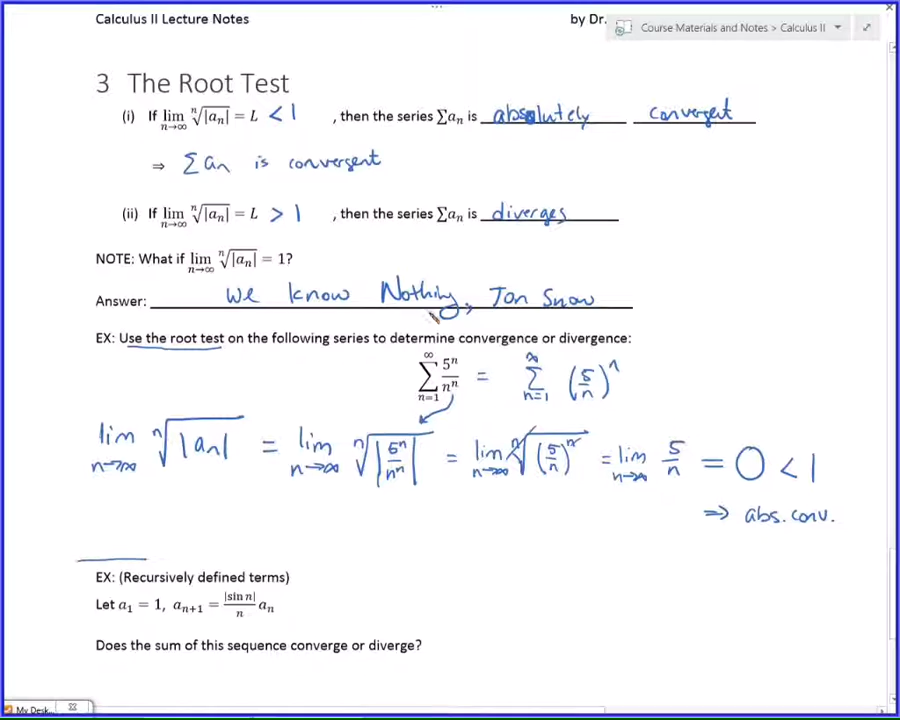 Calculus II Lecture Notes by Dr.
Course Materials and Notes > Calculus II
3 The Root Test
(i) If lim n→∞ ⁿ√|aₙ| = L < 1 , then the series Σaₙ is absolutely convergent
⇒ Σ aₙ is convergent
(ii) If lim n→∞ ⁿ√|aₙ| = L > 1 , then the series Σaₙ is diverges
NOTE: What if lim n→∞ ⁿ√|aₙ| = 1?
Answer: We know Nothing, Jon Snow
EX: Use the root test on the following series to determine convergence or divergence:
∞ Σ n=1 5ⁿ/nⁿ = ∞ Σ n=1 (5/n)ⁿ
lim n→∞ ⁿ√|aₙ| = lim n→∞ ⁿ√|5ⁿ/nⁿ| = lim n→∞ ⁿ√(5/n)ⁿ = lim n→∞ 5/n = 0 < 1
⇒ abs. conv.
EX: (Recursively defined terms)
Let a₁ = 1, aₙ₊₁ = |sin n|/n aₙ
Does the sum of this sequence converge or diverge?
My Desk...